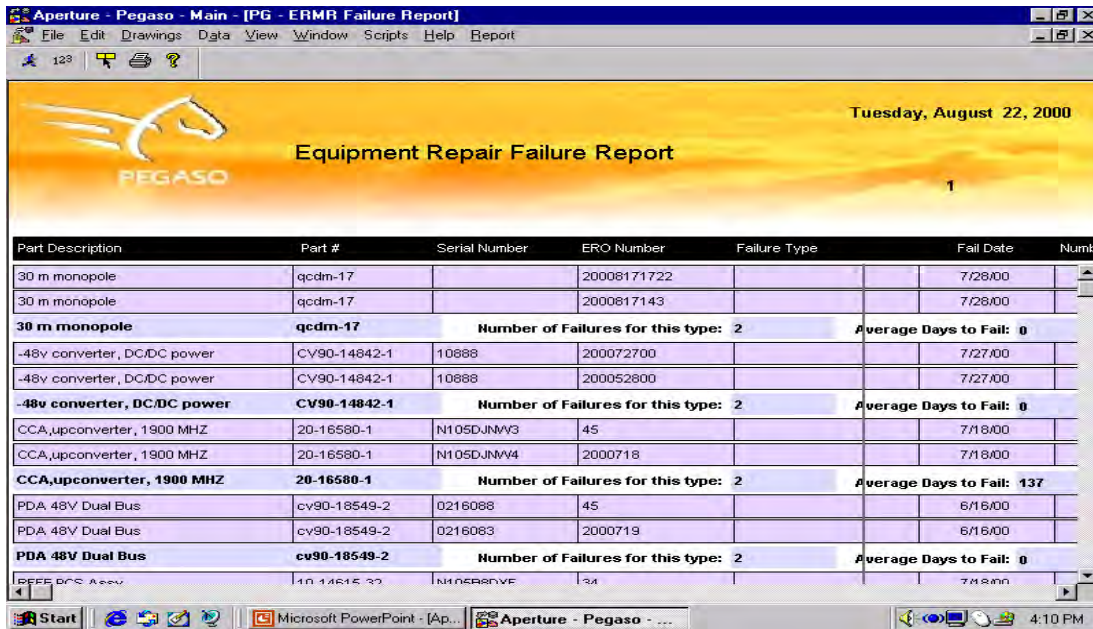 Aperture - Pegaso - Main - [PG - ERMR Failure Report]
File Edit Drawings Data View Window Scripts Help Report
123
Tuesday, August 22, 2000
Equipment Repair Failure Report
PEGASO
1
Part Description Part # Serial Number ERO Number Failure Type Fail Date Numb
30 m monopole qcdm-17 20008171722 7/28/00
30 m monopole qcdm-17 2000817143 7/28/00
30 m monopole qcdm-17 Number of Failures for this type: 2 Average Days to Fail: 0
-48v converter, DC/DC power CV90-14842-1 10888 200072700 7/27/00
-48v converter, DC/DC power CV90-14842-1 10888 200052800 7/27/00
-48v converter, DC/DC power CV90-14842-1 Number of Failures for this type: 2 Average Days to Fail: 0
CCA,upconverter, 1900 MHZ 20-16580-1 N105DJNW3 45 7/18/00
CCA,upconverter, 1900 MHZ 20-16580-1 N105DJNW4 2000718 7/18/00
CCA,upconverter, 1900 MHZ 20-16580-1 Number of Failures for this type: 2 Average Days to Fail: 137
PDA 48V Dual Bus cv90-18549-2 0216088 45 6/16/00
PDA 48V Dual Bus cv90-18549-2 0216083 2000719 6/16/00
PDA 48V Dual Bus cv90-18549-2 Number of Failures for this type: 2 Average Days to Fail: 0
34 7/18/00
Start Microsoft PowerPoint - [Ap... Aperture - Pegaso - ... 4:10 PM